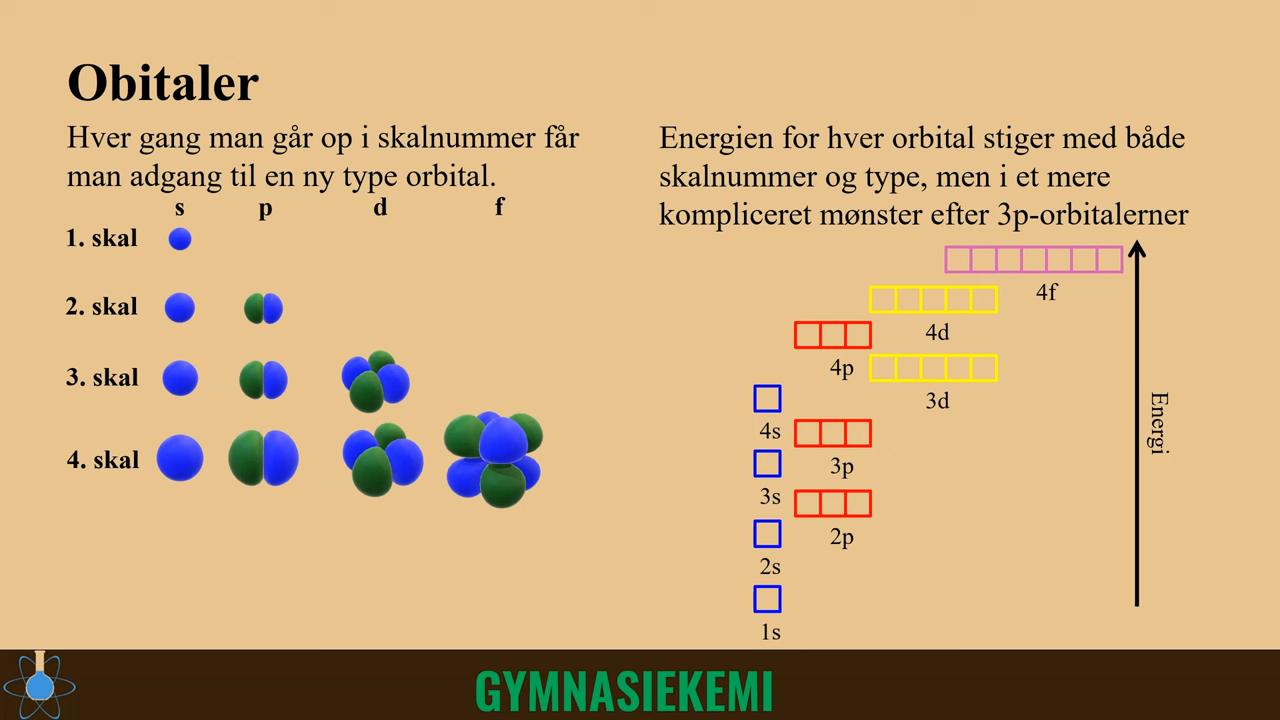 Obitaler
Hver gang man går op i skalnummer får
man adgang til en ny type orbital.
s p d f
1. skal
2. skal
3. skal
4. skal
Energien for hver orbital stiger med både
skalnummer og type, men i et mere
kompliceret mønster efter 3p-orbitalerner
4f
4d
4p
3d
4s
3p
3s
2p
2s
1s
Energi
GYMNASIEKEMI